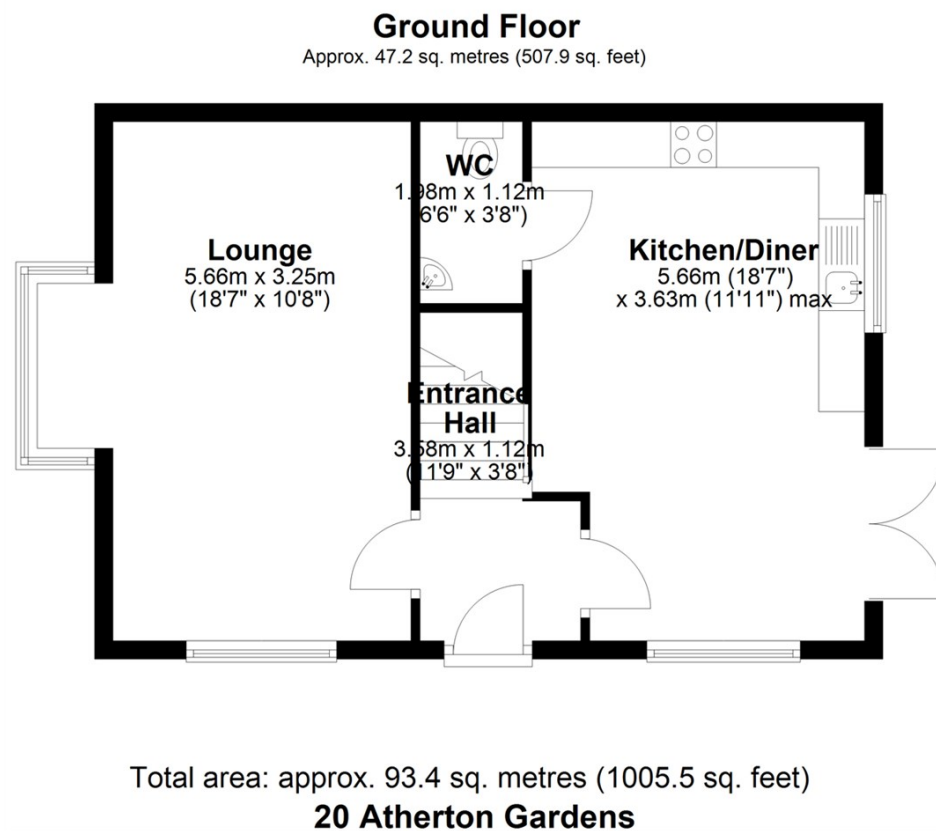 Ground Floor
Approx. 47.2 sq. metres (507.9 sq. feet)
WC
1.98m x 1.12m
(6'6" x 3'8")
Lounge
5.66m x 3.25m
(18'7" x 10'8")
Kitchen/Diner
5.66m (18'7")
x 3.63m (11'11") max
Entrance
Hall
3.58m x 1.12m
(11'9" x 3'8")
Total area: approx. 93.4 sq. metres (1005.5 sq. feet)
20 Atherton Gardens